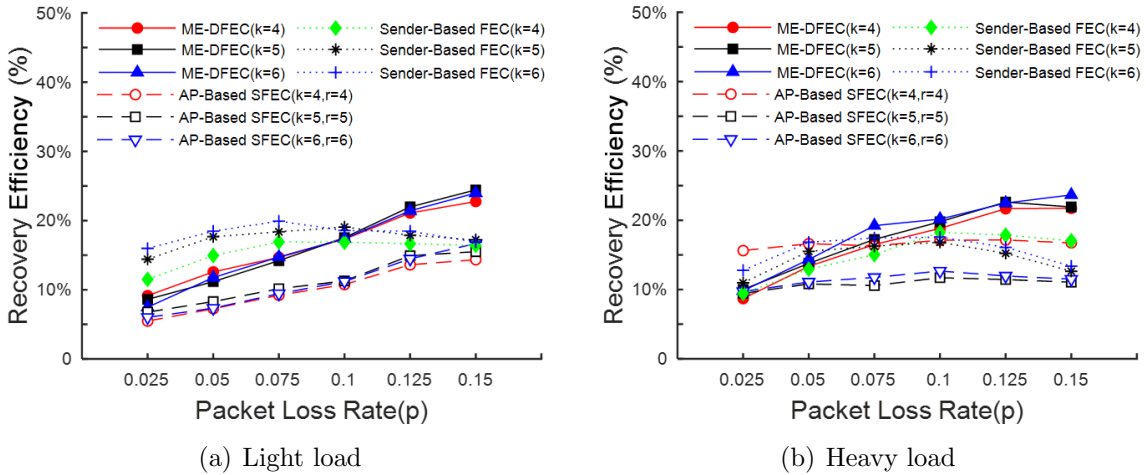 50%
40%
30%
20%
10%
0
Recovery Efficiency (%)
ME-DFEC(k=4)
ME-DFEC(k=5)
ME-DFEC(k=6)
AP-Based SFEC(k=4,r=4)
AP-Based SFEC(k=5,r=5)
AP-Based SFEC(k=6,r=6)
Sender-Based FEC(k=4)
Sender-Based FEC(k=5)
Sender-Based FEC(k=6)
0.025 0.05 0.075 0.1 0.125 0.15
Packet Loss Rate(p)
(a) Light load
50%
40%
30%
20%
10%
0
Recovery Efficiency (%)
ME-DFEC(k=4)
ME-DFEC(k=5)
ME-DFEC(k=6)
AP-Based SFEC(k=4,r=4)
AP-Based SFEC(k=5,r=5)
AP-Based SFEC(k=6,r=6)
Sender-Based FEC(k=4)
Sender-Based FEC(k=5)
Sender-Based FEC(k=6)
0.025 0.05 0.075 0.1 0.125 0.15
Packet Loss Rate(p)
(b) Heavy load